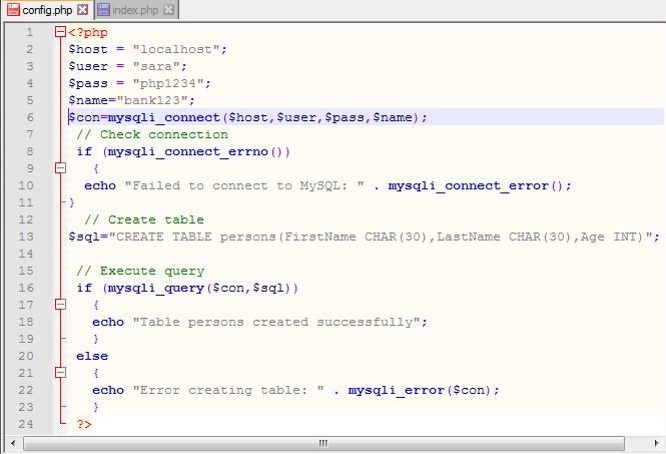 config.php index.php
1 <?php
2 $host = "localhost";
3 $user = "sara";
4 $pass = "php1234";
5 $name="bank123";
6 $con=mysqli_connect($host,$user,$pass,$name);
7 // Check connection
8 if (mysqli_connect_errno())
9 {
10 echo "Failed to connect to MySQL: " . mysqli_connect_error();
11 }
12 // Create table
13 $sql="CREATE TABLE persons(FirstName CHAR(30),LastName CHAR(30),Age INT)";
14
15 // Execute query
16 if (mysqli_query($con,$sql))
17 {
18 echo "Table persons created successfully";
19 }
20 else
21 {
22 echo "Error creating table: " . mysqli_error($con);
23 }
24 ?>